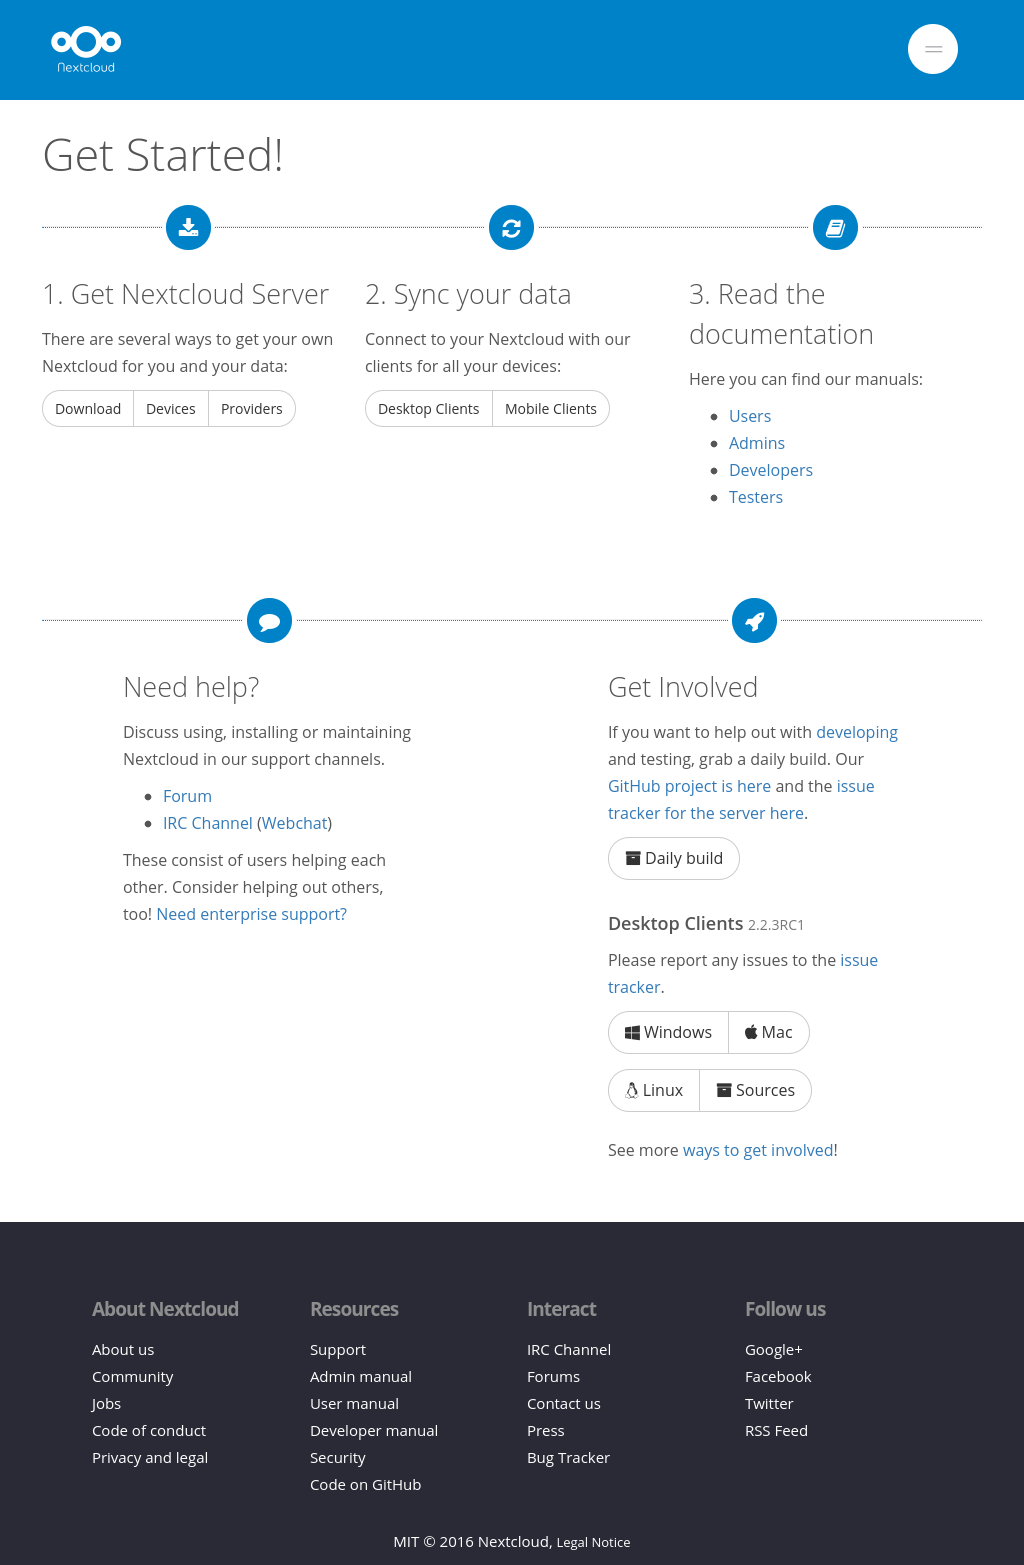 Nextcloud
Get Started!
1. Get Nextcloud Server
There are several ways to get your own
Nextcloud for you and your data:
Download Devices Providers
2. Sync your data
Connect to your Nextcloud with our
clients for all your devices:
Desktop Clients Mobile Clients
3. Read the
documentation
Here you can find our manuals:
Users
Admins
Developers
Testers
Need help?
Discuss using, installing or maintaining
Nextcloud in our support channels.
Forum
IRC Channel (Webchat)
These consist of users helping each
other. Consider helping out others,
too! Need enterprise support?
Get Involved
If you want to help out with developing
and testing, grab a daily build. Our
GitHub project is here and the issue
tracker for the server here.
Daily build
Desktop Clients 2.2.3RC1
Please report any issues to the issue
tracker.
Windows Mac
Linux Sources
See more ways to get involved!
About Nextcloud
About us
Community
Jobs
Code of conduct
Privacy and legal
Resources
Support
Admin manual
User manual
Developer manual
Security
Code on GitHub
Interact
IRC Channel
Forums
Contact us
Press
Bug Tracker
Follow us
Google+
Facebook
Twitter
RSS Feed
MIT © 2016 Nextcloud, Legal Notice